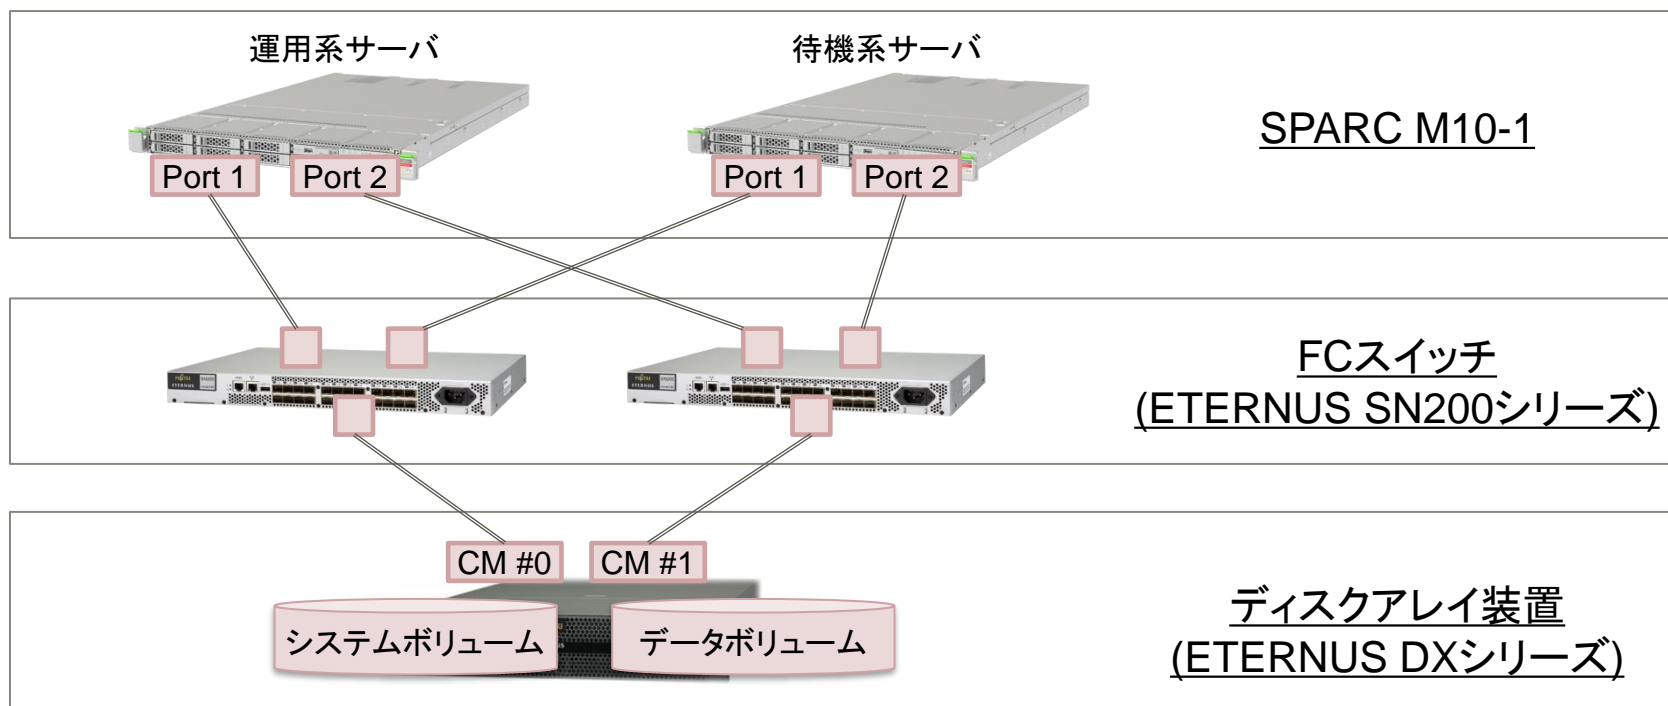 運用系サーバ
待機系サーバ
SPARC M10-1
Port 1
Port 2
Port 1
Port 2
FCスイッチ
(ETERNUS SN200シリーズ)
CM #0
CM #1
システムボリューム
データボリューム
ディスクアレイ装置
(ETERNUS DXシリーズ)